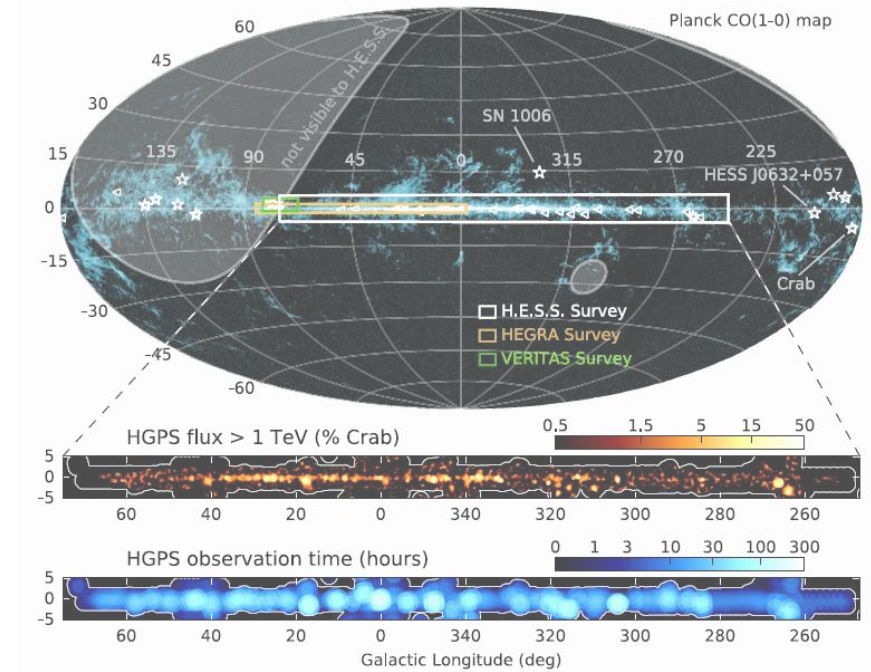 Planck CO(1-0) map
60
45
30
15
0
-15
-30
-45
-60
not visible to H.E.S.S.
135 90 45 0 315 270 225
SN 1006
HESS J0632+057
Crab
H.E.S.S. Survey
HEGRA Survey
VERITAS Survey
HGPS flux > 1 TeV (% Crab)
0.5 1.5 5 15 50
5
0
-5
60 40 20 0 340 320 300 280 260
HGPS observation time (hours)
0 1 3 10 30 100 300
5
0
-5
60 40 20 0 340 320 300 280 260
Galactic Longitude (deg)